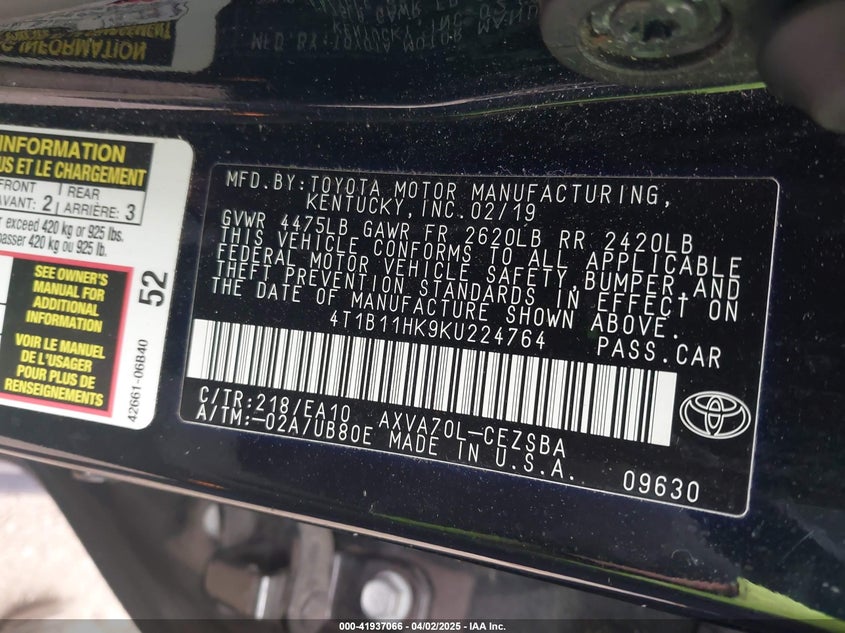 INFORMATION
US ET LE CHARGEMENT
FRONT
AVANT: 2
REAR
ARRIÈRE: 3
exceed 420 kg or 925 lbs.
passer 420 kg ou 925 lb.
SEE OWNER'S
MANUAL FOR
ADDITIONAL
INFORMATION
VOIR LE MANUEL
DE L'USAGER
POUR PLUS DE
RENSEIGNEMENTS
52
42661-06B40
MFD.BY:TOYOTA MOTOR MANUFACTURING,
KENTUCKY, INC. 02/19
GVWR 4475LB GAWR FR 2620LB RR 2420LB
THIS VEHICLE CONFORMS TO ALL APPLICABLE
FEDERAL MOTOR VEHICLE SAFETY,BUMPER,AND
THEFT PREVENTION STANDARDS IN EFFECT ON
THE DATE OF MANUFACTURE SHOWN ABOVE.
4T1B11HK9KU224764 PASS.CAR
C/TR:218/EA10 AXVA70L-CEZSBA
A/TM:-02A/UB80E MADE IN U.S.A.
09630
000-41937066 - 04/02/2025 - IAA Inc.